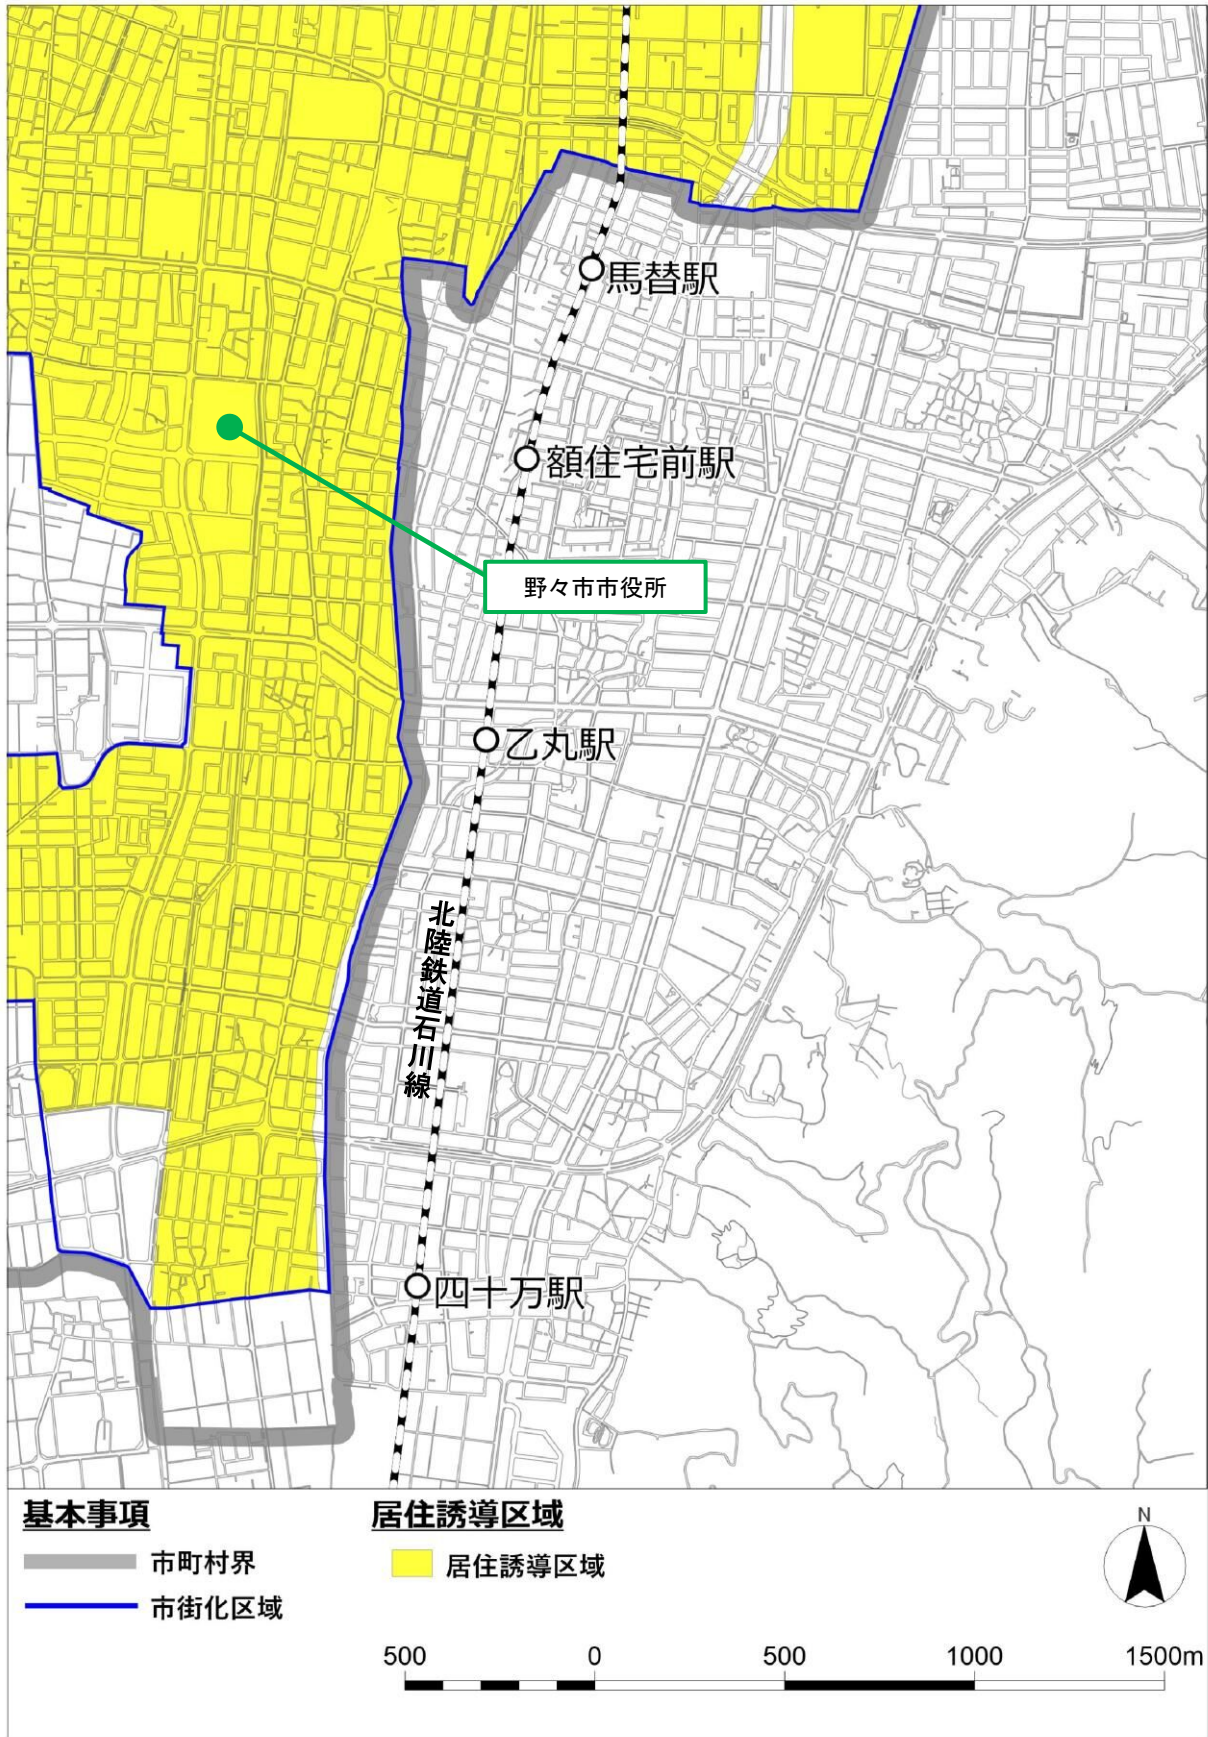 馬替駅
額住宅前駅
野々市市役所
乙丸駅
北陸鉄道石川線
四十万駅
基本事項
市町村界
市街化区域
居住誘導区域
居住誘導区域
N
500 0 500 1000 1500m